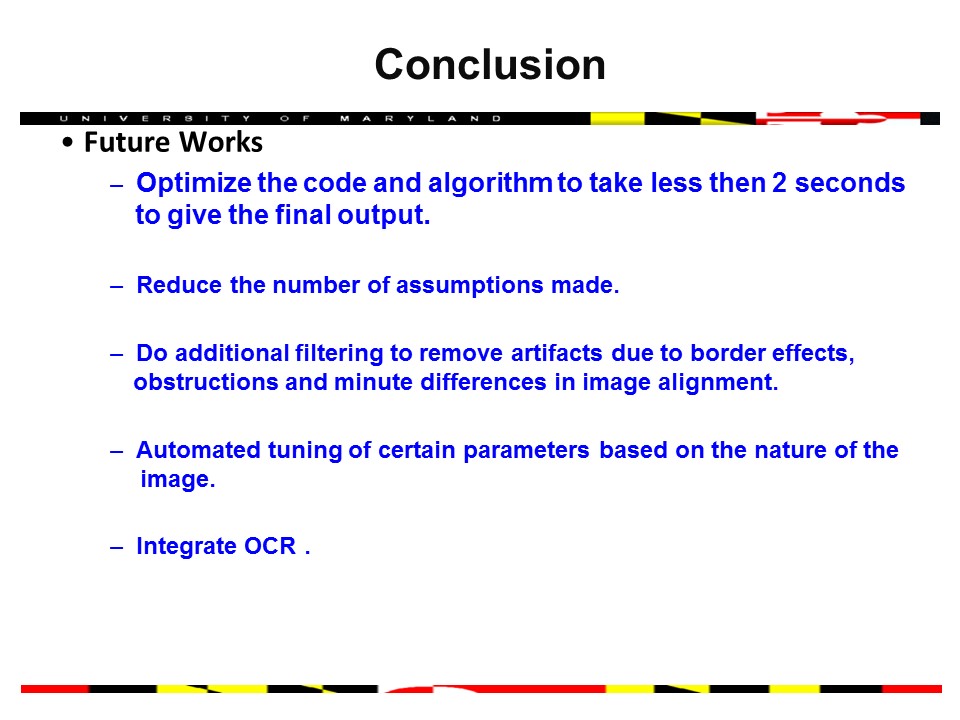 Conclusion
UNIVERSITY OF MARYLAND
• Future Works
– Optimize the code and algorithm to take less then 2 seconds
to give the final output.
– Reduce the number of assumptions made.
– Do additional filtering to remove artifacts due to border effects,
obstructions and minute differences in image alignment.
– Automated tuning of certain parameters based on the nature of the
image.
– Integrate OCR .